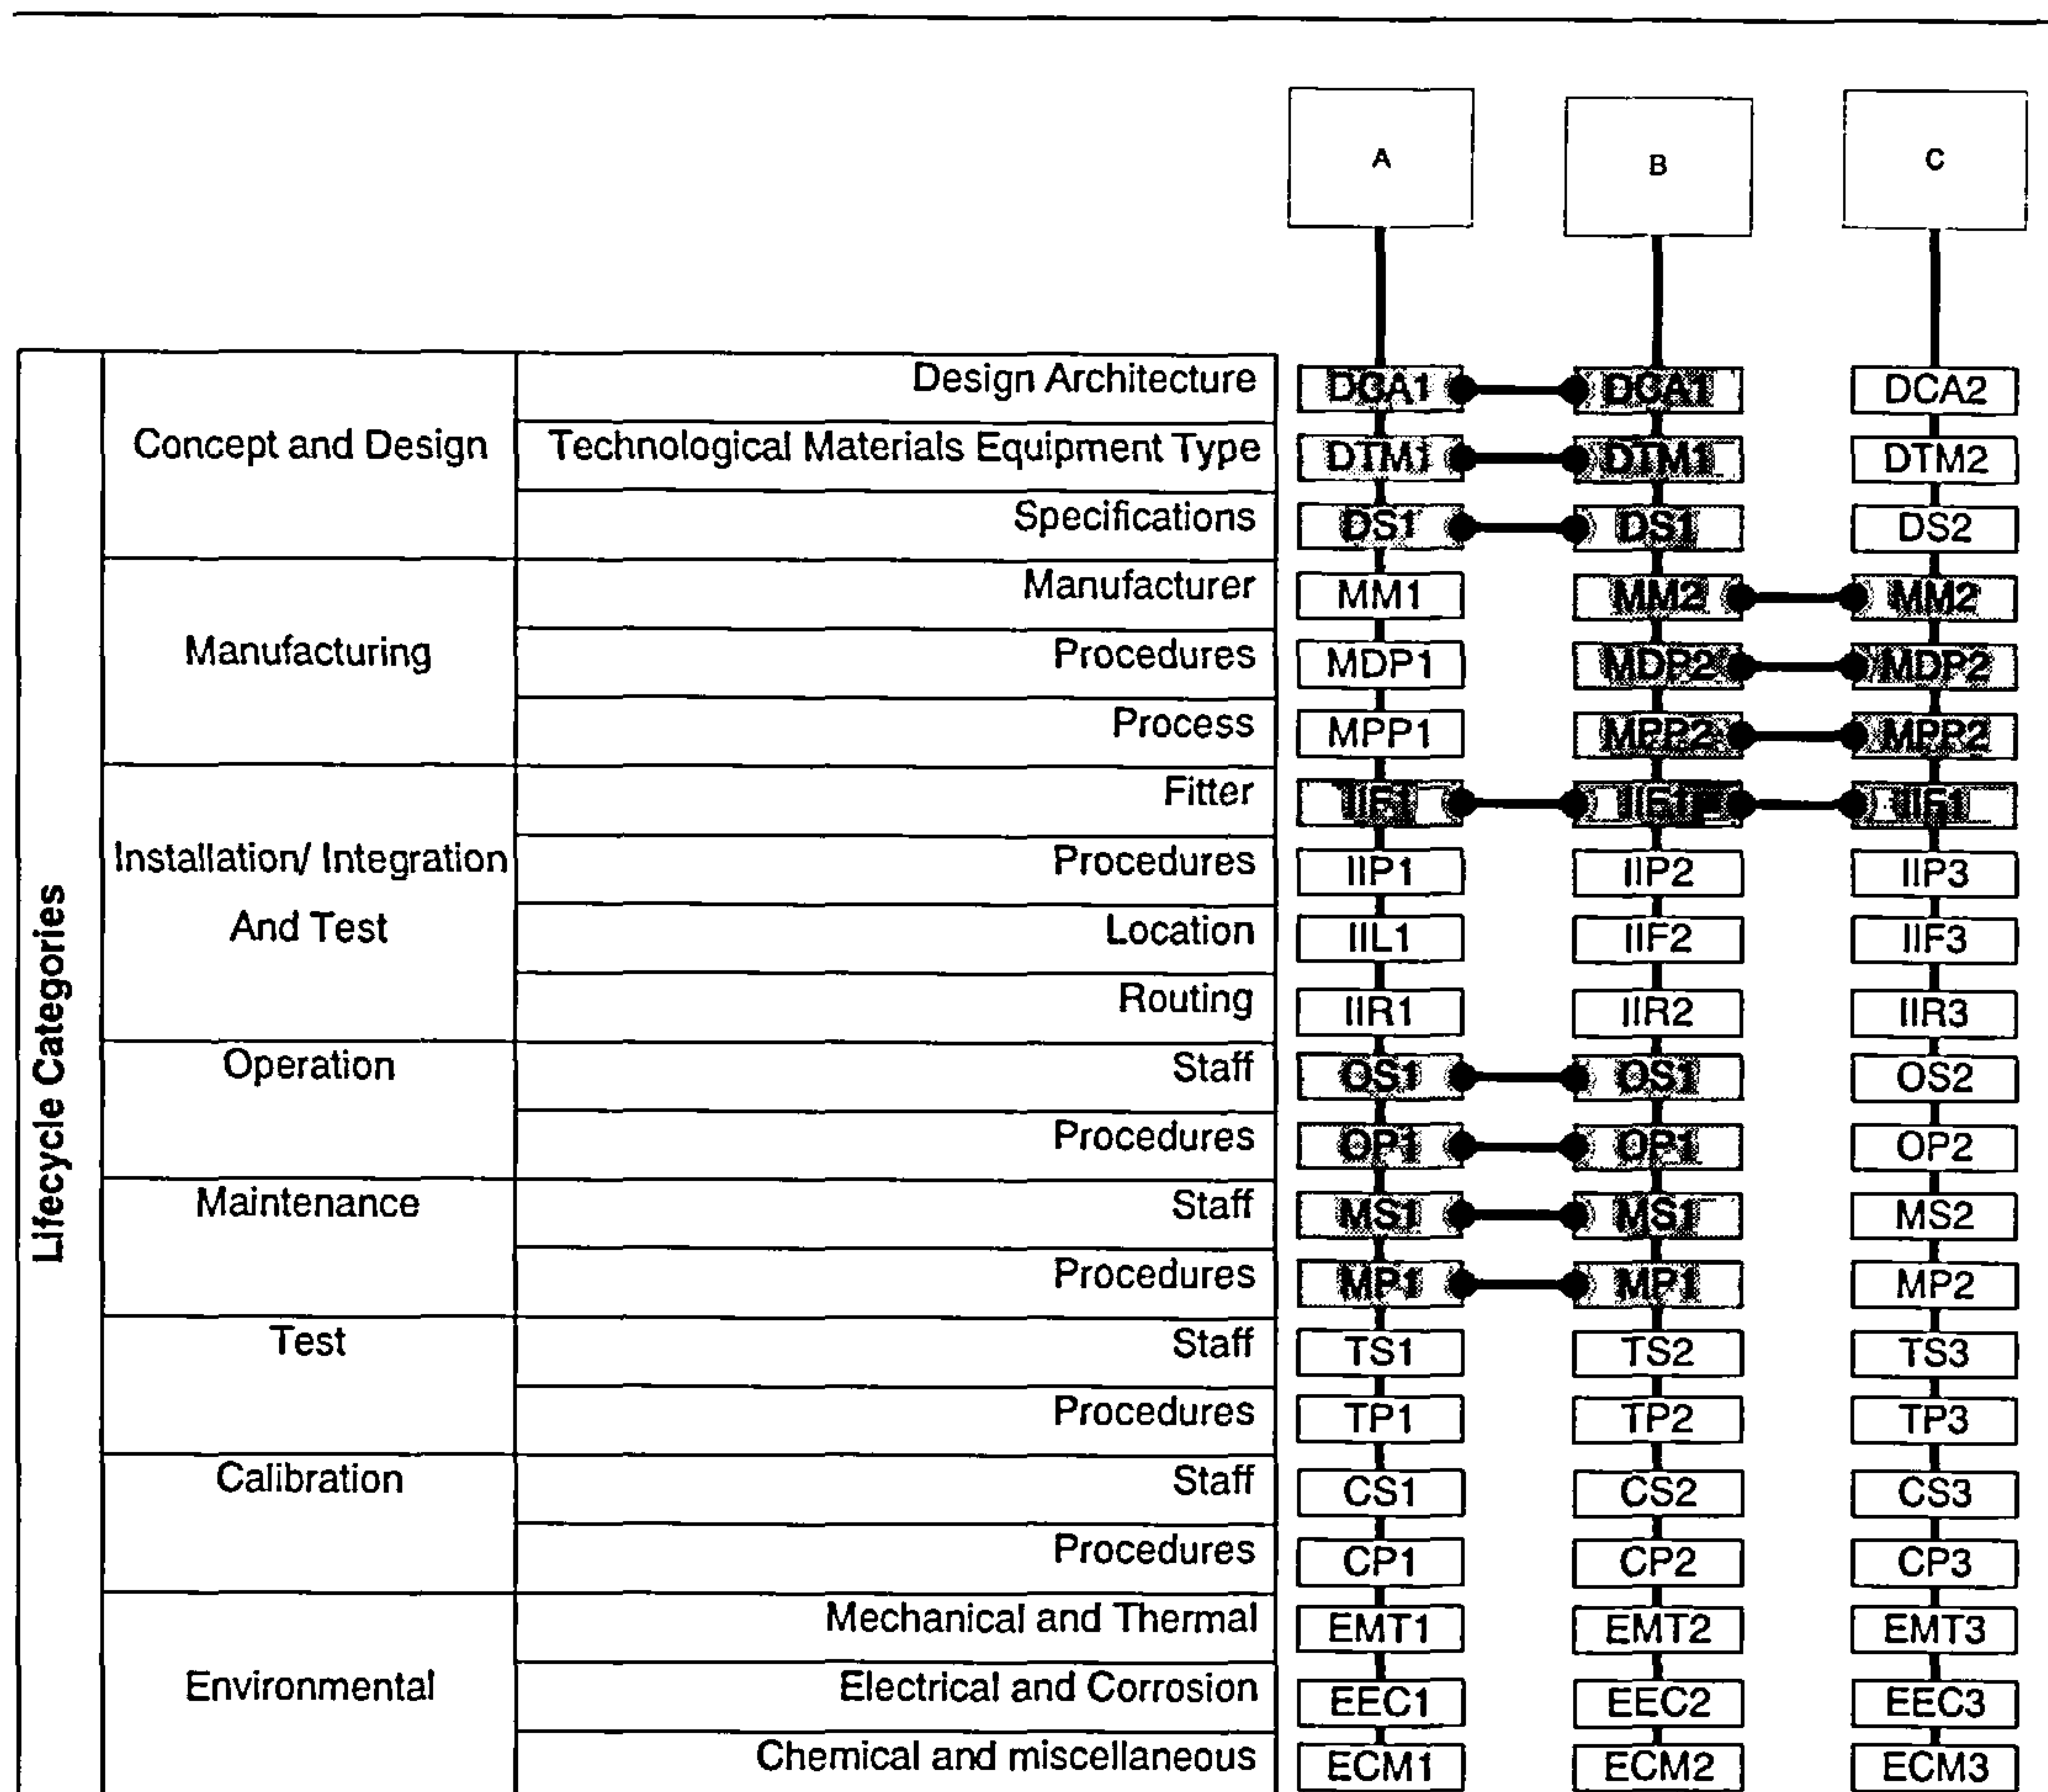 A B C
Lifecycle Categories
Design Architecture DCA1 DCA1 DCA2
Concept and Design Technological Materials Equipment Type DTM1 DTM1 DTM2
Specifications DS1 DS1 DS2
Manufacturer MM1 MM2 MM2
Manufacturing Procedures MDP1 MDP2 MDP2
Process MPP1 MPP2 MPP2
Fitter IIF1 IIF1 IIF1
Installation/ Integration Procedures IIP1 IIP2 IIP3
And Test Location IIL1 IIF2 IIF3
Routing IIR1 IIR2 IIR3
Operation Staff OS1 OS1 OS2
Procedures OP1 OP1 OP2
Maintenance Staff MS1 MS1 MS2
Procedures MP1 MP1 MP2
Test Staff TS1 TS2 TS3
Procedures TP1 TP2 TP3
Calibration Staff CS1 CS2 CS3
Procedures CP1 CP2 CP3
Mechanical and Thermal EMT1 EMT2 EMT3
Environmental Electrical and Corrosion EEC1 EEC2 EEC3
Chemical and miscellaneous ECM1 ECM2 ECM3